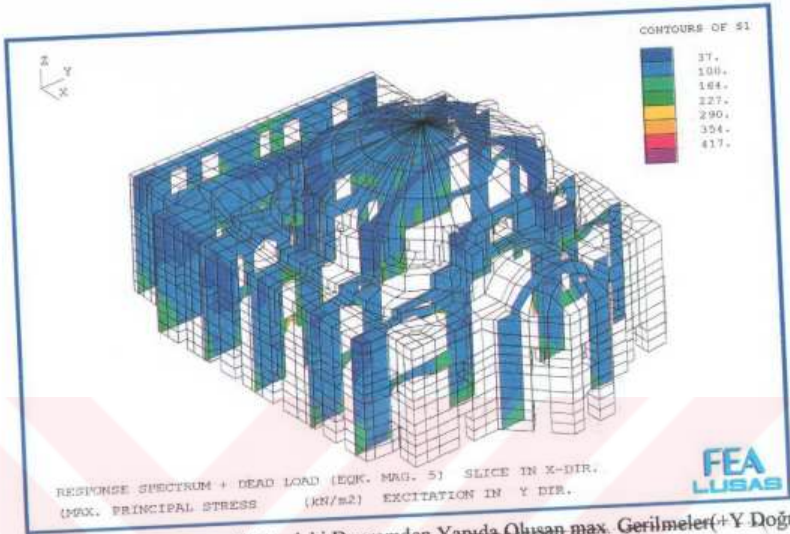 CONTOURS OF S1
37.
100.
164.
227.
290.
354.
417.
Z
Y
X
RESPONSE SPECTRUM + DEAD LOAD (EQK. MAG. 5) SLICE IN X-DIR.
(MAX. PRINCIPAL STRESS (kN/m2) EXCITATION IN Y DIR.
FEA
LUSAS
Yapıda Oluşan max. Gerilmeler(+Y